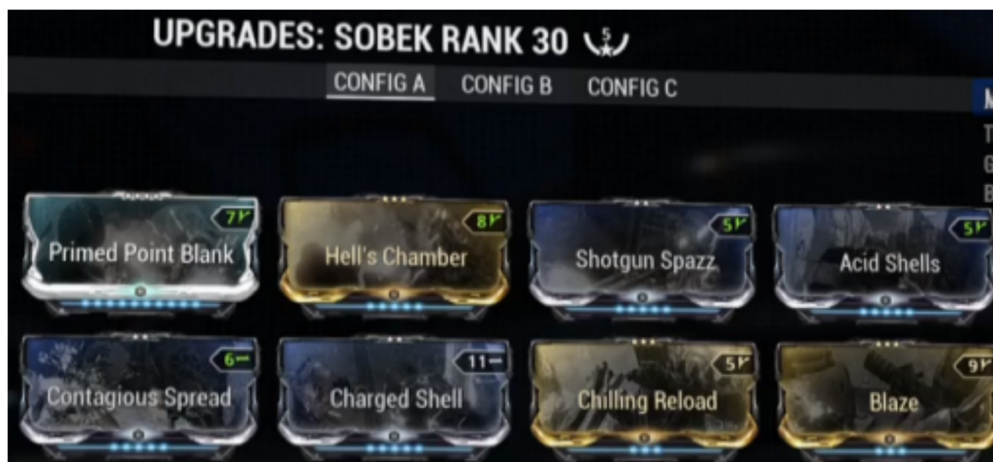 UPGRADES: SOBEK RANK 30 5
CONFIG A CONFIG B CONFIG C
M
T
G
B
7
Primed Point Blank
8
Hell's Chamber
5
Shotgun Spazz
5
Acid Shells
6
Contagious Spread
11
Charged Shell
5
Chilling Reload
9
Blaze